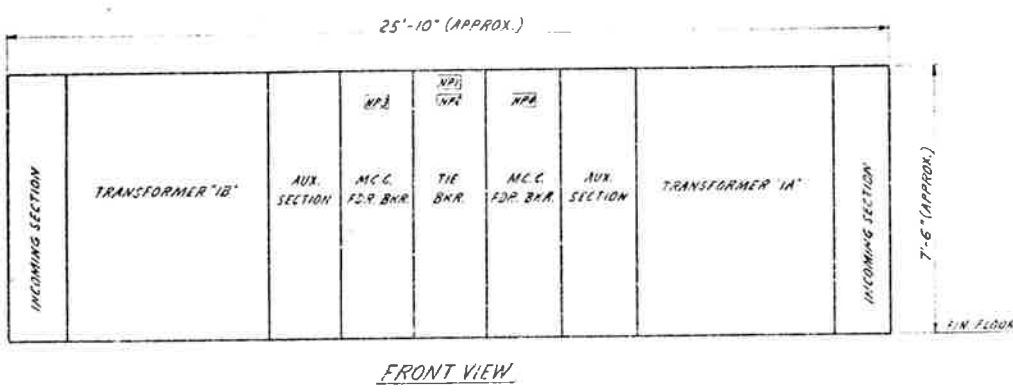 25'-10" (APPROX.)
INCOMING SECTION
TRANSFORMER "1B"
AUX.
SECTION
NP3
M.C.C.
FDR. BKR.
NP1
NP2
TIE
BKR.
NP4
M.C.C.
FDR. BKR.
AUX.
SECTION
TRANSFORMER "1A"
INCOMING SECTION
7'-6" (APPROX.)
FIN. FLOOR
FRONT VIEW